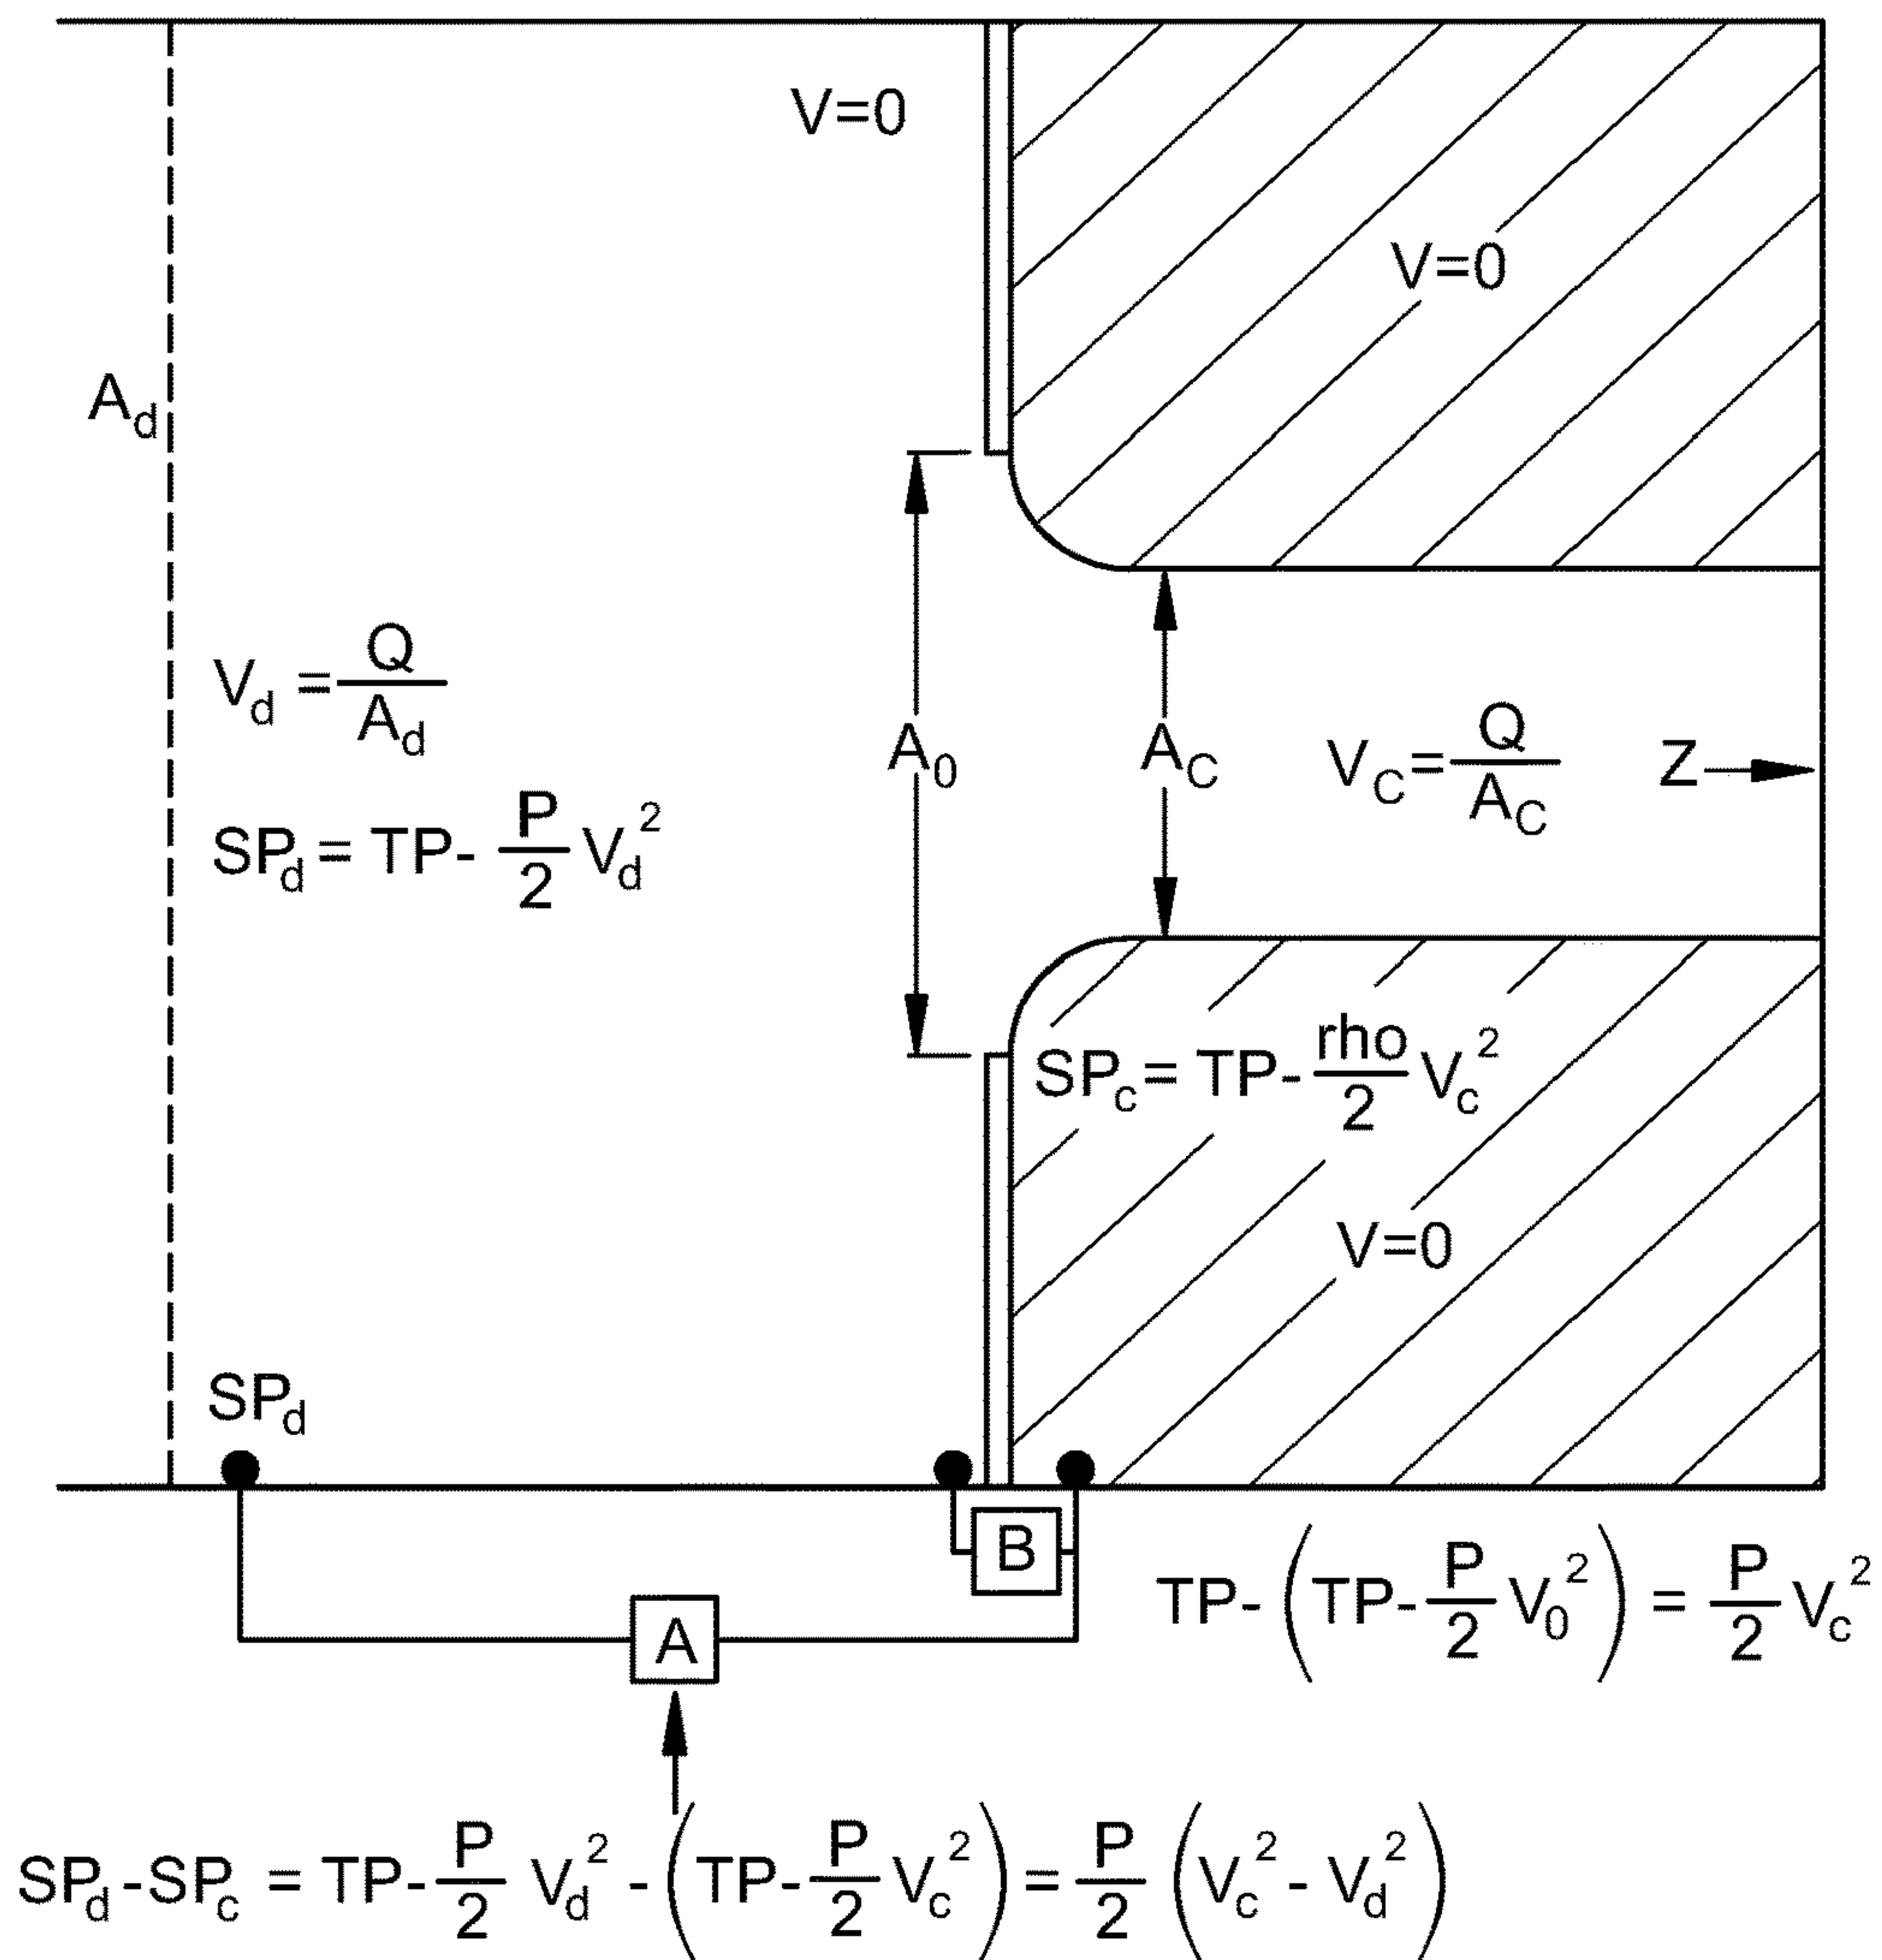 V=0
V=0
A_d
V_d = Q/A_d
A_0
A_C
V_C = Q/A_C
Z
SP_d = TP- P/2 V_d^2
SP_c = TP- rho/2 V_c^2
V=0
SP_d
B
TP-(TP- P/2 V_0^2) = P/2 V_c^2
A
SP_d-SP_c = TP- P/2 V_d^2 -(TP- P/2 V_c^2) = P/2 (V_c^2 - V_d^2)